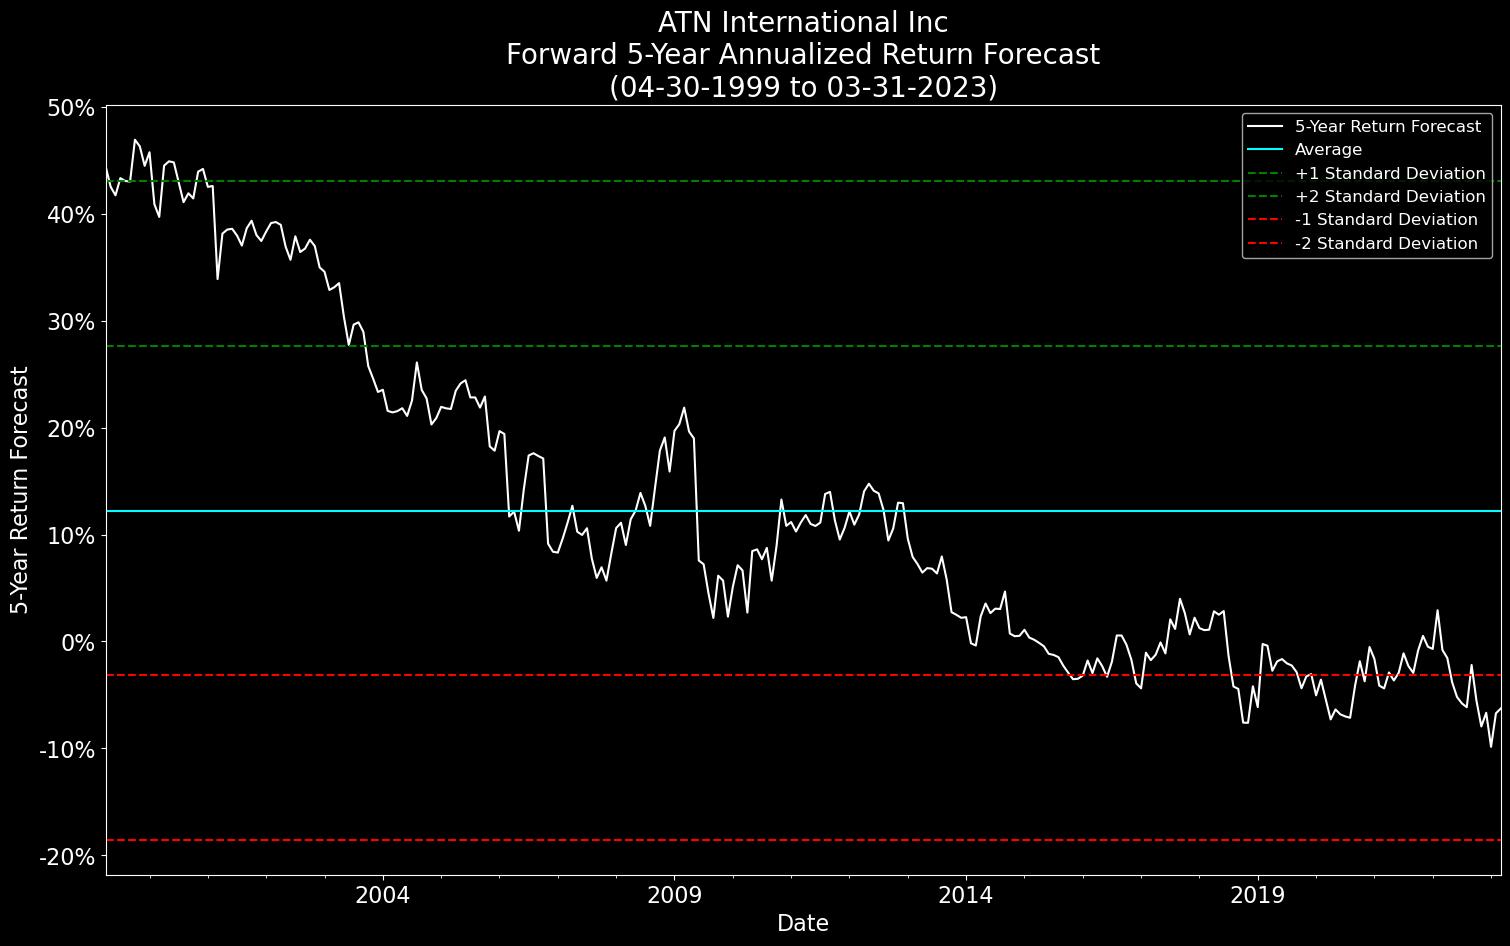 ATN International Inc
Forward 5-Year Annualized Return Forecast
(04-30-1999 to 03-31-2023)
50%
40%
30%
20%
10%
0%
-10%
-20%
5-Year Return Forecast
5-Year Return Forecast
Average
+1 Standard Deviation
+2 Standard Deviation
-1 Standard Deviation
-2 Standard Deviation
2004
2009
2014
2019
Date